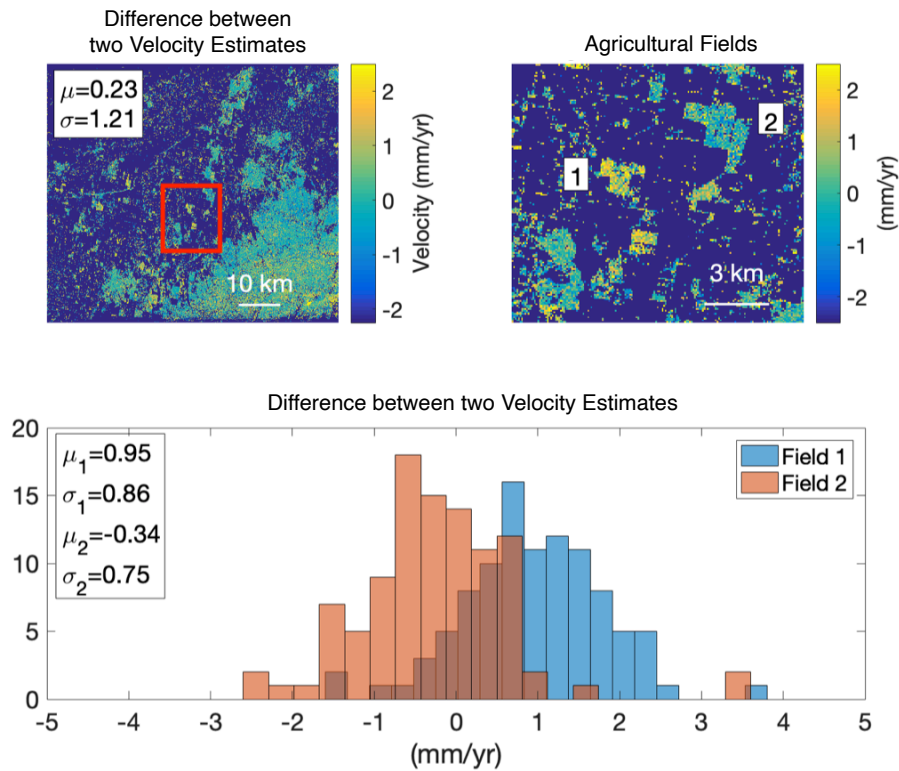 Difference between
two Velocity Estimates
μ=0.23
σ=1.21
10 km
2
1
0
-1
-2
Velocity (mm/yr)
Agricultural Fields
1
2
3 km
2
1
0
-1
-2
(mm/yr)
Difference between two Velocity Estimates
20
15
10
5
0
μ1=0.95
σ1=0.86
μ2=-0.34
σ2=0.75
Field 1
Field 2
-5 -4 -3 -2 -1 0 1 2 3 4 5
(mm/yr)